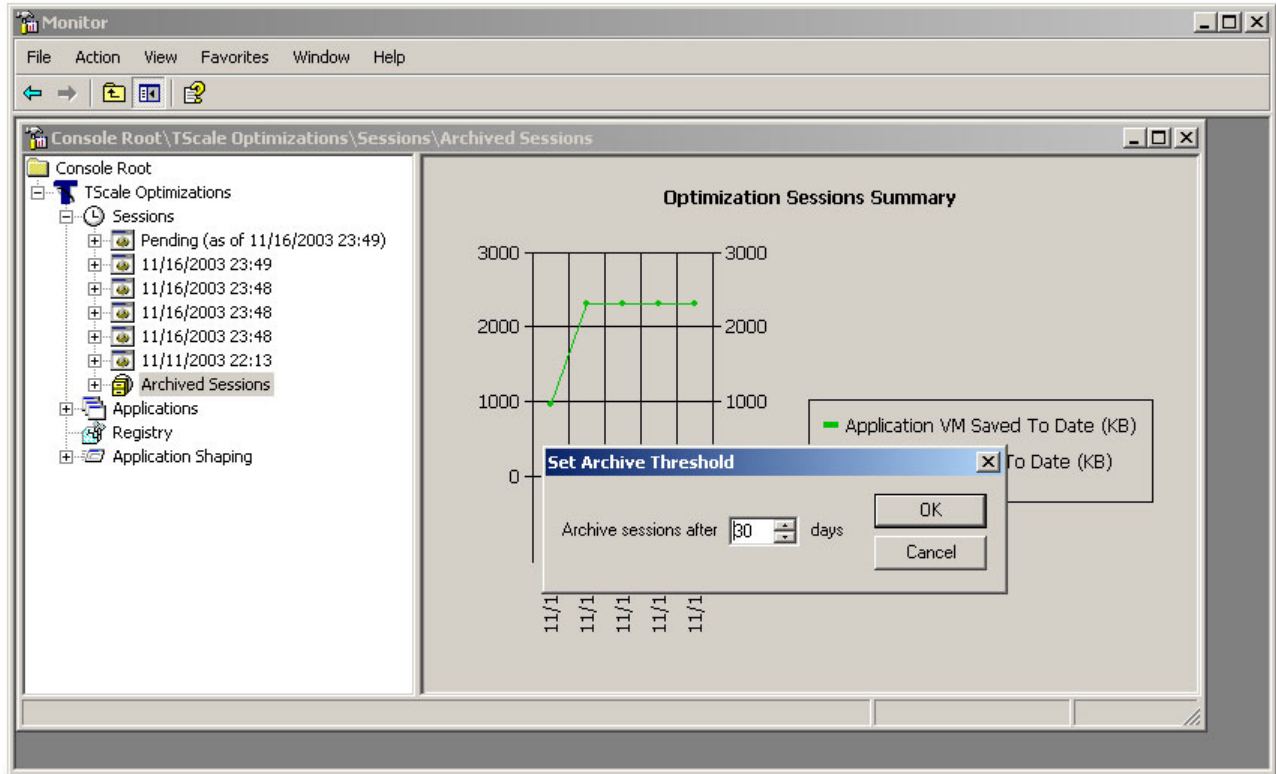 Monitor
File Action View Favorites Window Help
Console Root\TScale Optimizations\Sessions\Archived Sessions
Console Root
TScale Optimizations
Sessions
Pending (as of 11/16/2003 23:49)
11/16/2003 23:49
11/16/2003 23:48
11/16/2003 23:48
11/16/2003 23:48
11/11/2003 22:13
Archived Sessions
Applications
Registry
Application Shaping
Optimization Sessions Summary
3000 3000
2000 2000
1000 1000
0
Application VM Saved To Date (KB)
To Date (KB)
11/1
11/1
11/1
11/1
11/1
Set Archive Threshold
Archive sessions after 30 days
OK
Cancel